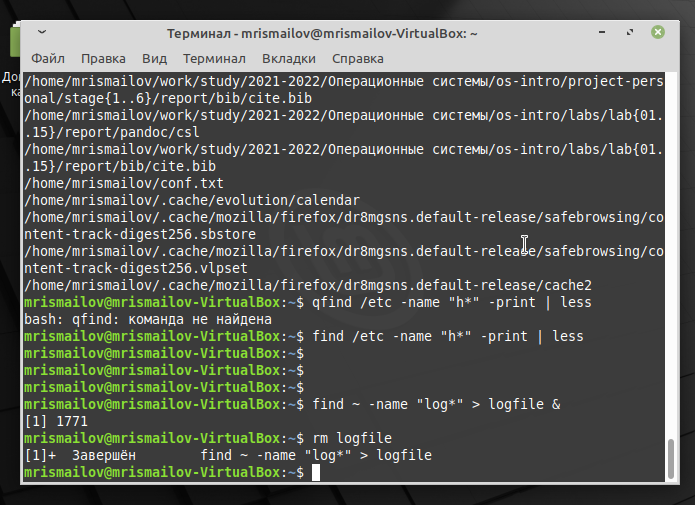 До
ка
Терминал - mrismailov@mrismailov-VirtualBox: ~
Файл Правка Вид Терминал Вкладки Справка
/home/mrismailov/work/study/2021-2022/Операционные системы/os-intro/project-pers
onal/stage{1..6}/report/bib/cite.bib
/home/mrismailov/work/study/2021-2022/Операционные системы/os-intro/labs/lab{01.
.15}/report/pandoc/csl
/home/mrismailov/work/study/2021-2022/Операционные системы/os-intro/labs/lab{01.
.15}/report/bib/cite.bib
/home/mrismailov/conf.txt
/home/mrismailov/.cache/evolution/calendar
/home/mrismailov/.cache/mozilla/firefox/dr8mgsns.default-release/safebrowsing/co
ntent-track-digest256.sbstore
/home/mrismailov/.cache/mozilla/firefox/dr8mgsns.default-release/safebrowsing/co
ntent-track-digest256.vlpset
/home/mrismailov/.cache/mozilla/firefox/dr8mgsns.default-release/cache2
mrismailov@mrismailov-VirtualBox:~$ qfind /etc -name "h*" -print | less
bash: qfind: команда не найдена
mrismailov@mrismailov-VirtualBox:~$ find /etc -name "h*" -print | less
mrismailov@mrismailov-VirtualBox:~$
mrismailov@mrismailov-VirtualBox:~$
mrismailov@mrismailov-VirtualBox:~$
mrismailov@mrismailov-VirtualBox:~$ find ~ -name "log*" > logfile &
[1] 1771
mrismailov@mrismailov-VirtualBox:~$ rm logfile
[1]+  Завершён        find ~ -name "log*" > logfile
mrismailov@mrismailov-VirtualBox:~$